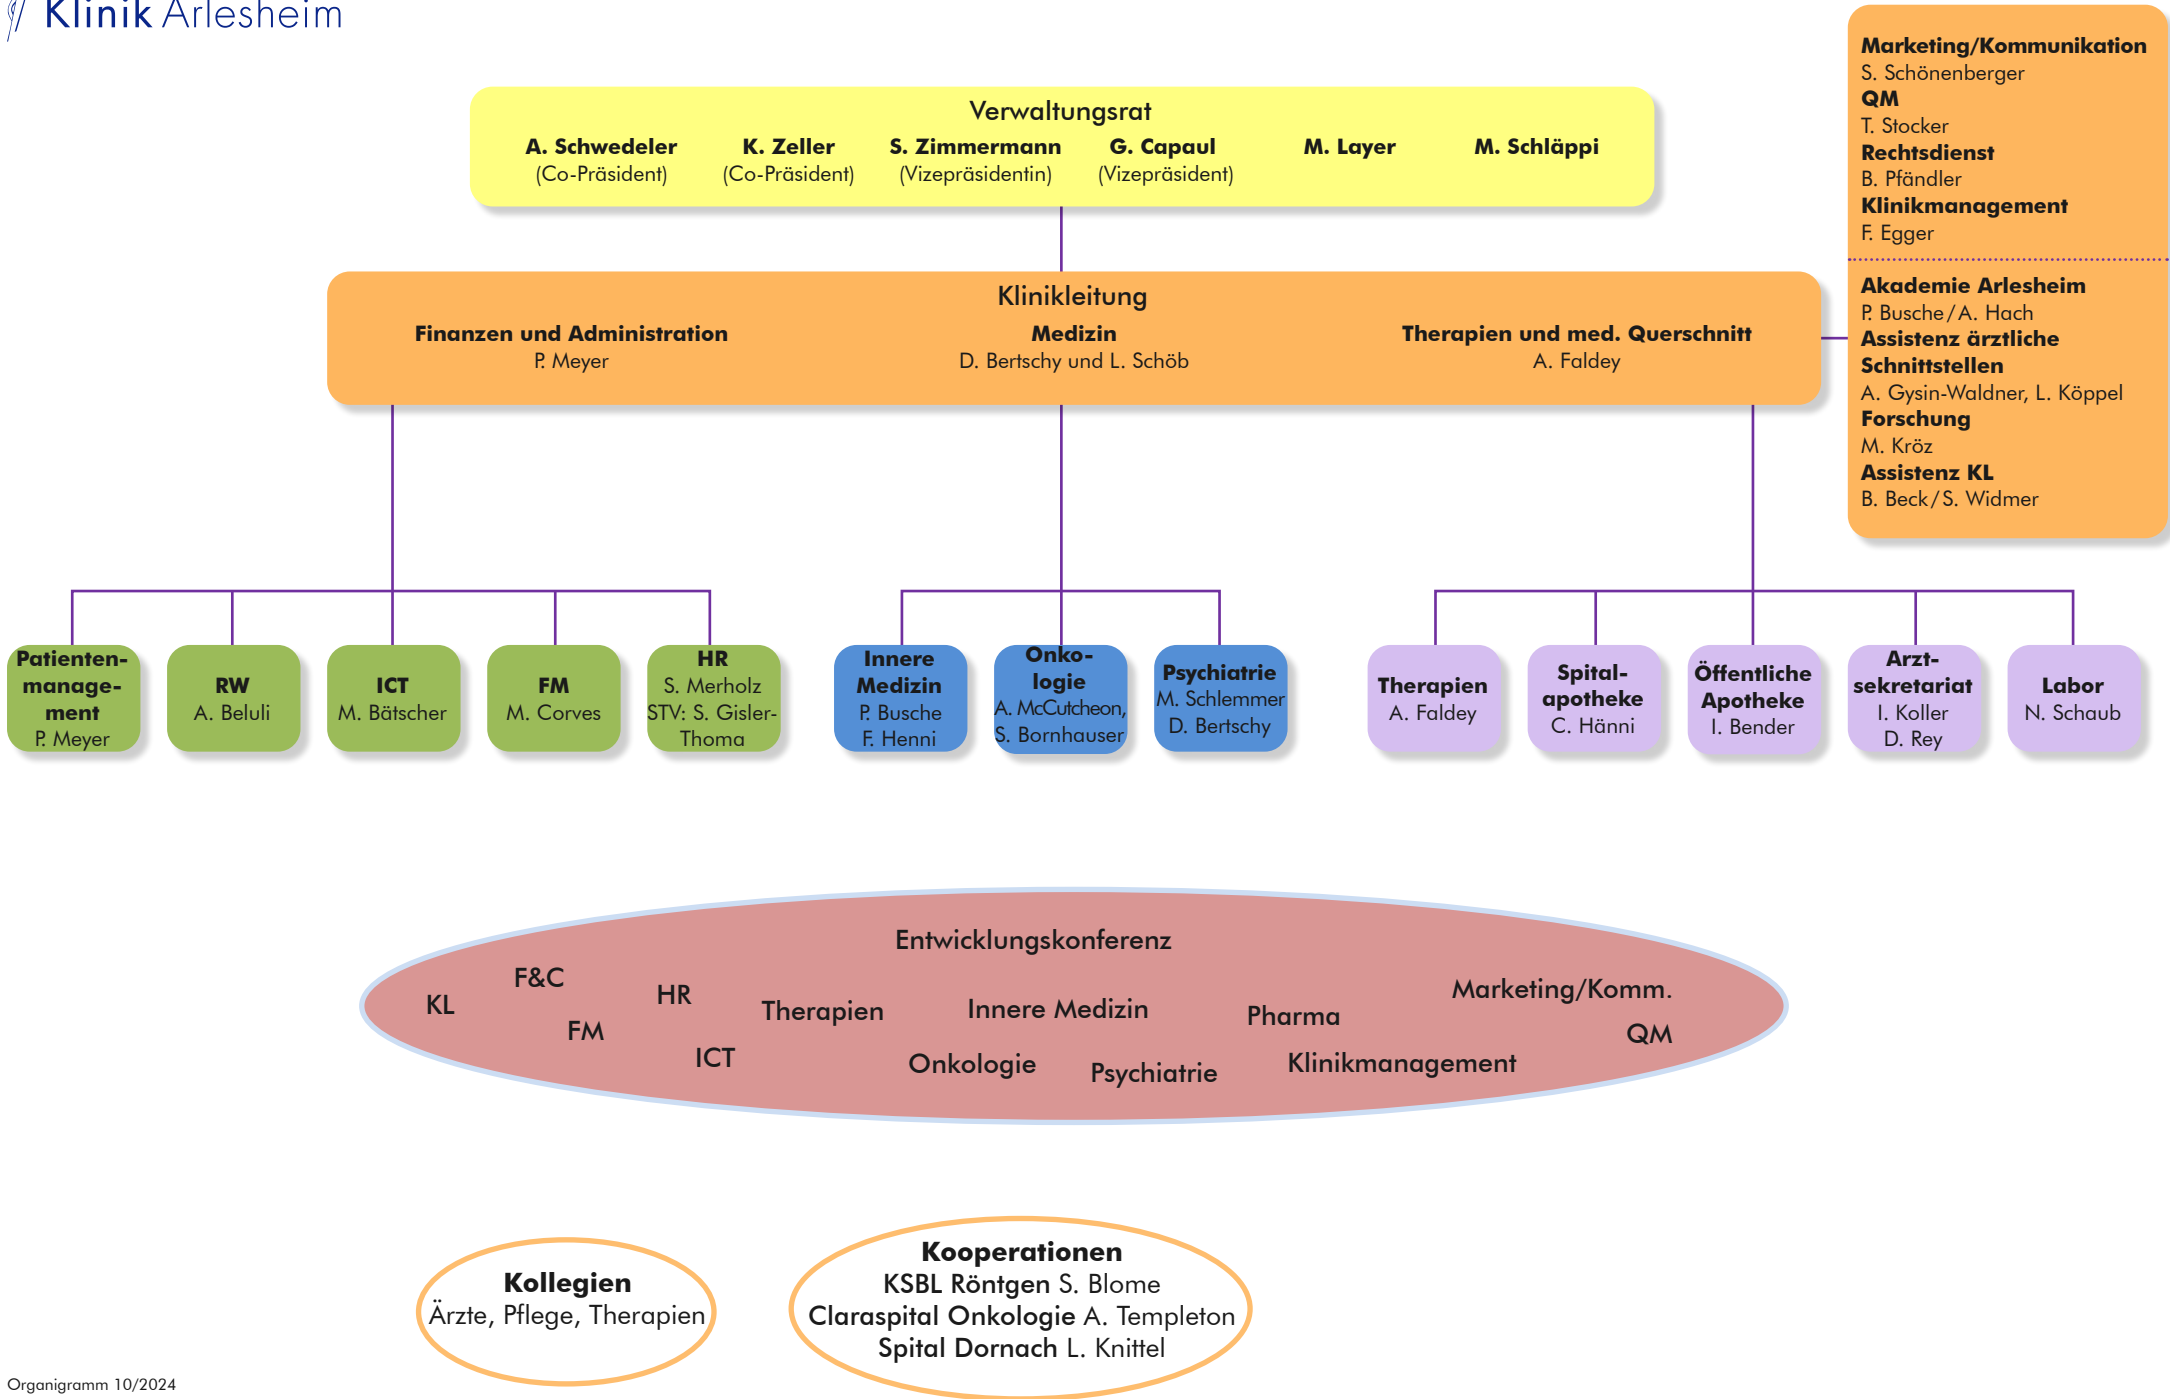 Klinik Arlesheim
Verwaltungsrat
A. Schwedeler
(Co-Präsident)
K. Zeller
(Co-Präsident)
S. Zimmermann
(Vizepräsidentin)
G. Capaul
(Vizepräsident)
M. Layer
M. Schläppi
Marketing/Kommunikation
S. Schönenberger
QM
T. Stocker
Rechtsdienst
B. Pfändler
Klinikmanagement
F. Egger
Akademie Arlesheim
P. Busche/A. Hach
Assistenz ärztliche
Schnittstellen
A. Gysin-Waldner, L. Köppel
Forschung
M. Kröz
Assistenz KL
B. Beck/S. Widmer
Klinikleitung
Finanzen und Administration
P. Meyer
Medizin
D. Bertschy und L. Schöb
Therapien und med. Querschnitt
A. Faldey
Patienten-
manage-
ment
P. Meyer
RW
A. Beluli
ICT
M. Bätscher
FM
M. Corves
HR
S. Merholz
STV: S. Gisler-
Thoma
Innere
Medizin
P. Busche
F. Henni
Onko-
logie
A. McCutcheon,
S. Bornhauser
Psychiatrie
M. Schlemmer
D. Bertschy
Therapien
A. Faldey
Spital-
apotheke
C. Hänni
Öffentliche
Apotheke
I. Bender
Arzt-
sekretariat
I. Koller
D. Rey
Labor
N. Schaub
Entwicklungskonferenz
KL
F&C
FM
HR
ICT
Therapien
Innere Medizin
Onkologie
Psychiatrie
Pharma
Klinikmanagement
Marketing/Komm.
QM
Kollegien
Ärzte, Pflege, Therapien
Kooperationen
KSBL Röntgen S. Blome
Claraspital Onkologie A. Templeton
Spital Dornach L. Knittel
Organigramm 10/2024